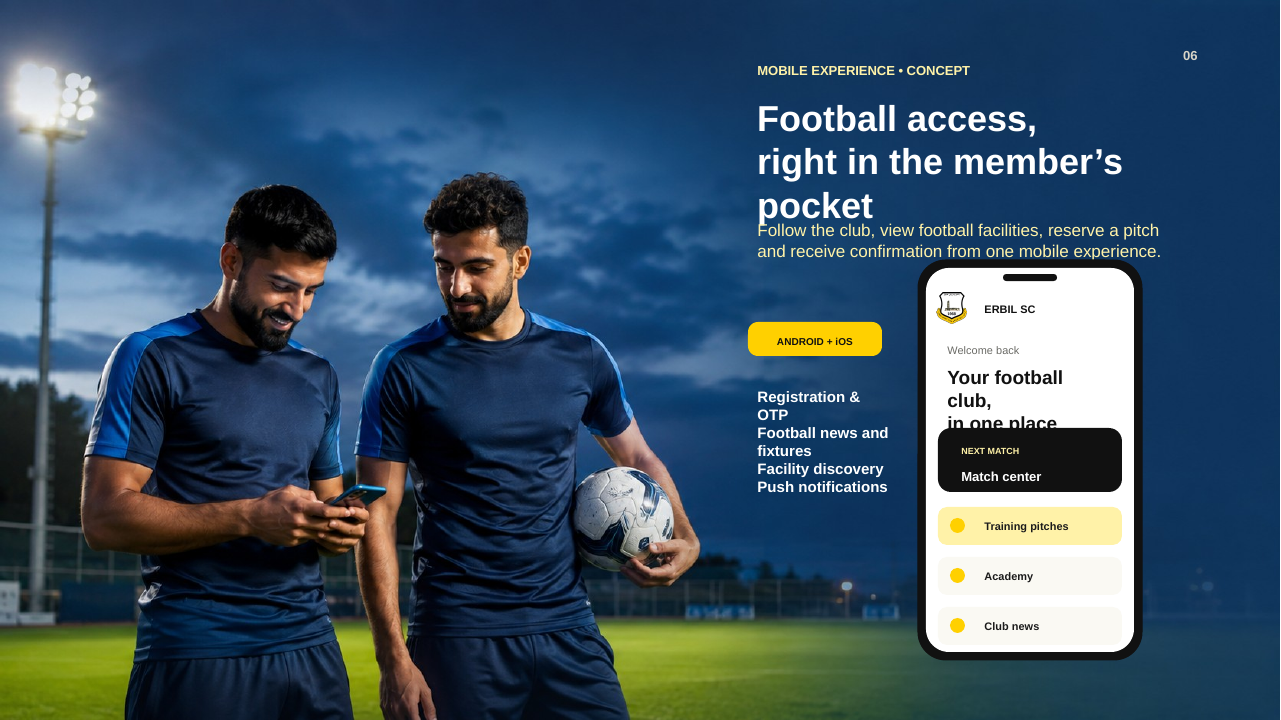 06
MOBILE EXPERIENCE • CONCEPT
Football access,
right in the member’s
pocket
Follow the club, view football facilities, reserve a pitch
and receive confirmation from one mobile experience.
ANDROID + iOS
Registration &
OTP
Football news and
fixtures
Facility discovery
Push notifications
ERBIL SC
Welcome back
Your football
club,
in one place
NEXT MATCH
Match center
Training pitches
Academy
Club news